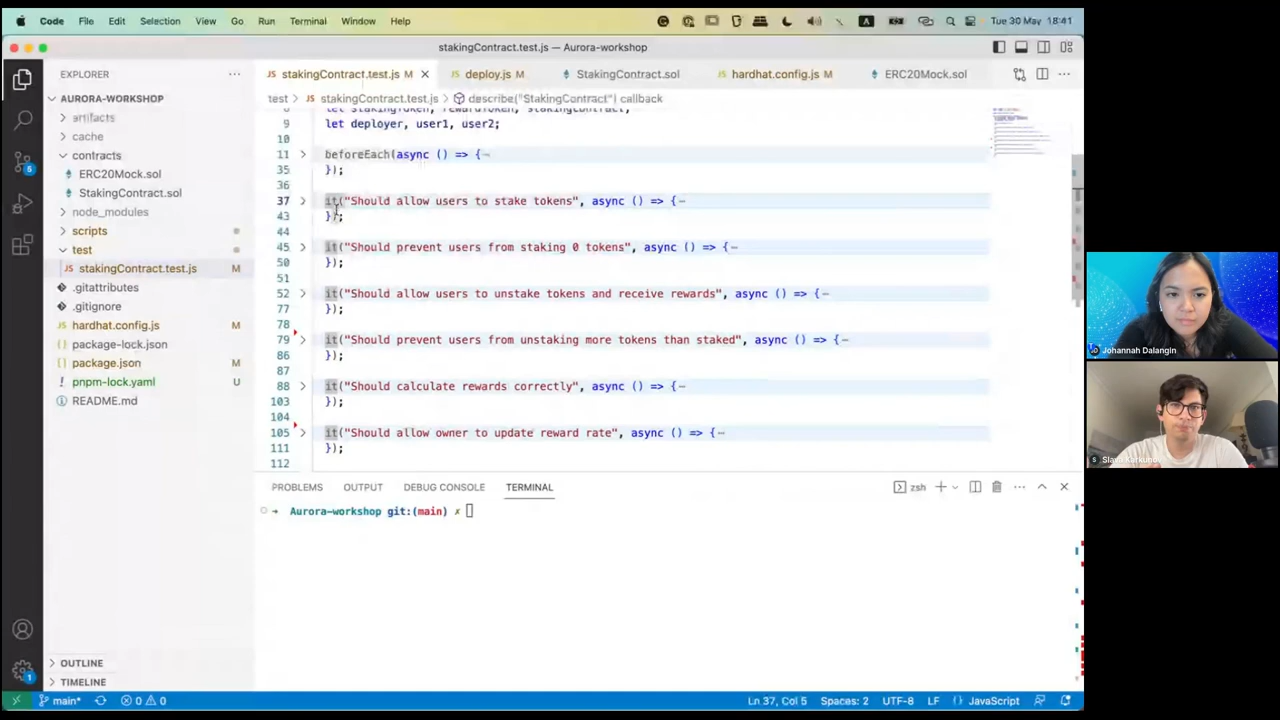 Code File Edit Selection View Go Run Terminal Window Help A Tue 30 May 18:41
stakingContract.test.js — Aurora-workshop
EXPLORER
stakingContract.test.js M
deploy.js M
StakingContract.sol
hardhat.config.js M
ERC20Mock.sol
test > stakingContract.test.js > describe("StakingContract") callback
AURORA-WORKSHOP
artifacts
cache
contracts
ERC20Mock.sol
StakingContract.sol
node_modules
scripts
test
stakingContract.test.js M
.gitattributes
.gitignore
hardhat.config.js M
package-lock.json
package.json M
pnpm-lock.yaml U
README.md
OUTLINE
TIMELINE
8 let stakingToken, rewardToken, stakingContract;
9 let deployer, user1, user2;
10
11 beforeEach(async () => {
35 });
36
37 it("Should allow users to stake tokens", async () => {
43 });
44
45 it("Should prevent users from staking 0 tokens", async () => {
50 });
51
52 it("Should allow users to unstake tokens and receive rewards", async () => {
77 });
78
79 it("Should prevent users from unstaking more tokens than staked", async () => {
86 });
87
88 it("Should calculate rewards correctly", async () => {
103 });
104
105 it("Should allow owner to update reward rate", async () => {
111 });
112
PROBLEMS OUTPUT DEBUG CONSOLE TERMINAL zsh
Aurora-workshop git:(main) ✗
5
1
main* 0 0 Ln 37, Col 5 Spaces: 2 UTF-8 LF {} JavaScript
Johannah Dalangin